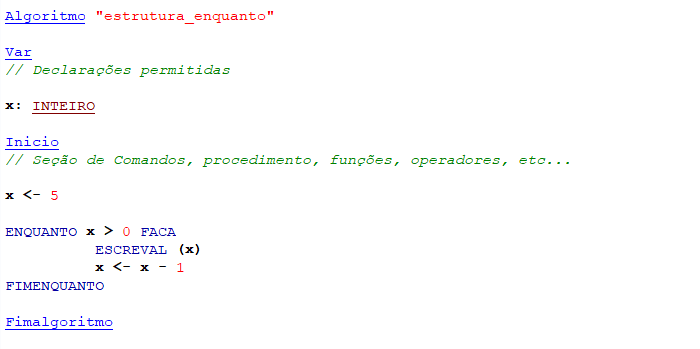 Algoritmo "estrutura_enquanto"
Var
// Declarações permitidas
x: INTEIRO
Inicio
// Seção de Comandos, procedimento, funções, operadores, etc...
x <- 5
ENQUANTO x > 0 FACA
ESCREVAL (x)
x <- x - 1
FIMENQUANTO
Fimalgoritmo